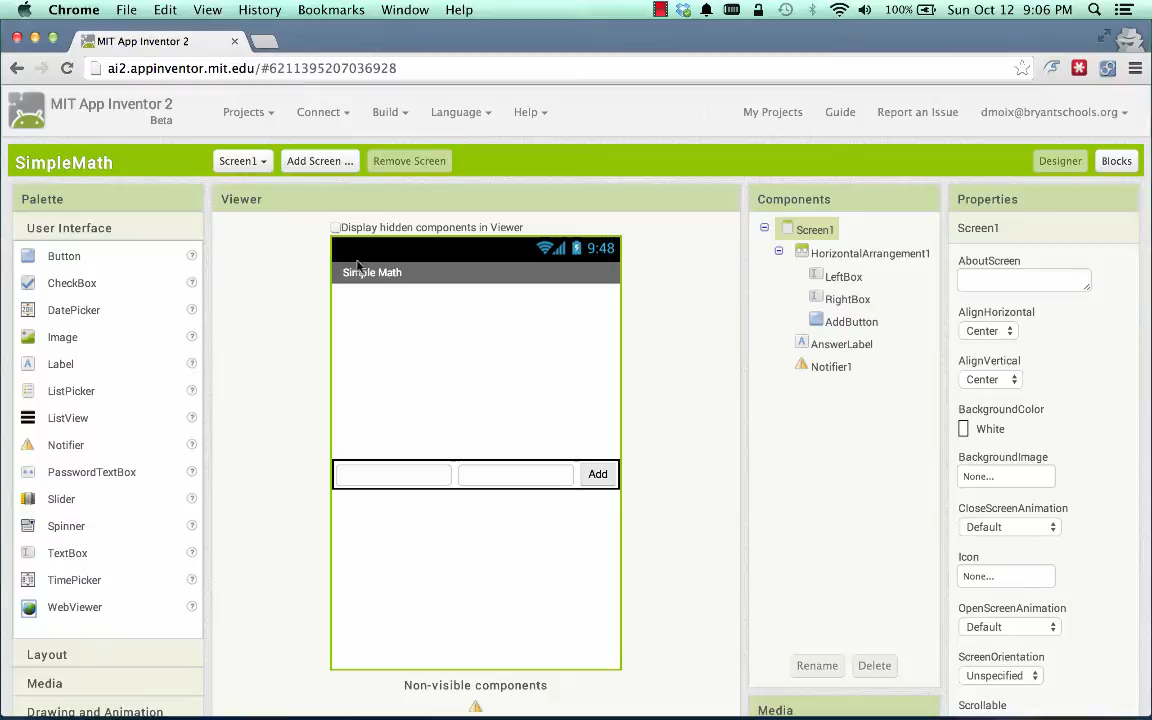 Chrome File Edit View History Bookmarks Window Help 100% Sun Oct 12 9:06 PM
MIT App Inventor 2
ai2.appinventor.mit.edu/#6211395207036928
MIT App Inventor 2
Beta
Projects Connect Build Language Help My Projects Guide Report an Issue dmoix@bryantschools.org
SimpleMath Screen1 Add Screen ... Remove Screen Designer Blocks
Palette
User Interface
Button
CheckBox
DatePicker
Image
Label
ListPicker
ListView
Notifier
PasswordTextBox
Slider
Spinner
TextBox
TimePicker
WebViewer
Layout
Media
Drawing and Animation
Viewer
Display hidden components in Viewer
9:48
Simple Math
Add
Non-visible components
Components
Screen1
HorizontalArrangement1
LeftBox
RightBox
AddButton
AnswerLabel
Notifier1
Rename Delete
Media
Properties
Screen1
AboutScreen
AlignHorizontal
Center
AlignVertical
Center
BackgroundColor
White
BackgroundImage
None...
CloseScreenAnimation
Default
Icon
None...
OpenScreenAnimation
Default
ScreenOrientation
Unspecified
Scrollable